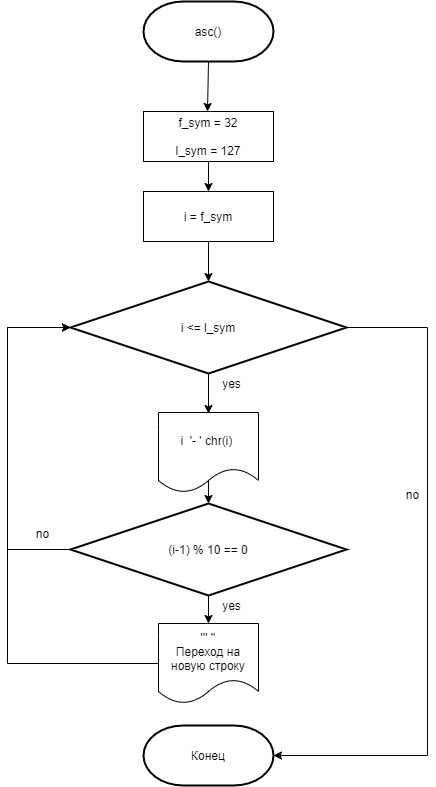 asc()
f_sym = 32
l_sym = 127
i = f_sym
i <= l_sym
yes
i '- ' chr(i)
no
(i-1) % 10 == 0
no
yes
'" "
Переход на
новую строку
Конец